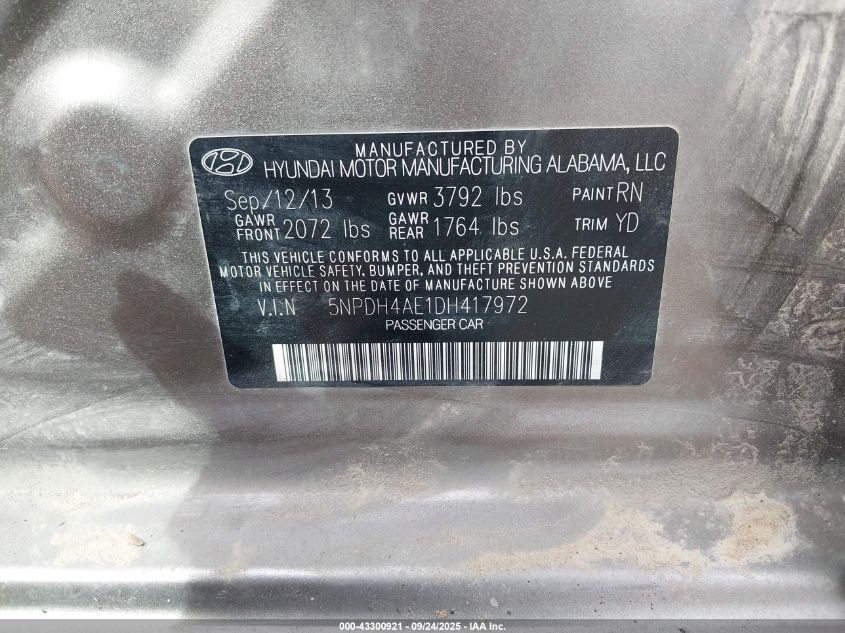 MANUFACTURED BY
HYUNDAI MOTOR MANUFACTURING ALABAMA, LLC
Sep/12/13 GVWR 3792 lbs PAINT RN
GAWR FRONT 2072 lbs GAWR REAR 1764 lbs TRIM YD
THIS VEHICLE CONFORMS TO ALL APPLICABLE U.S.A. FEDERAL
MOTOR VEHICLE SAFETY, BUMPER, AND THEFT PREVENTION STANDARDS
IN EFFECT ON THE DATE OF MANUFACTURE SHOWN ABOVE
V.I.N 5NPDH4AE1DH417972
PASSENGER CAR
000-43300921 - 09/24/2025 - IAA Inc.